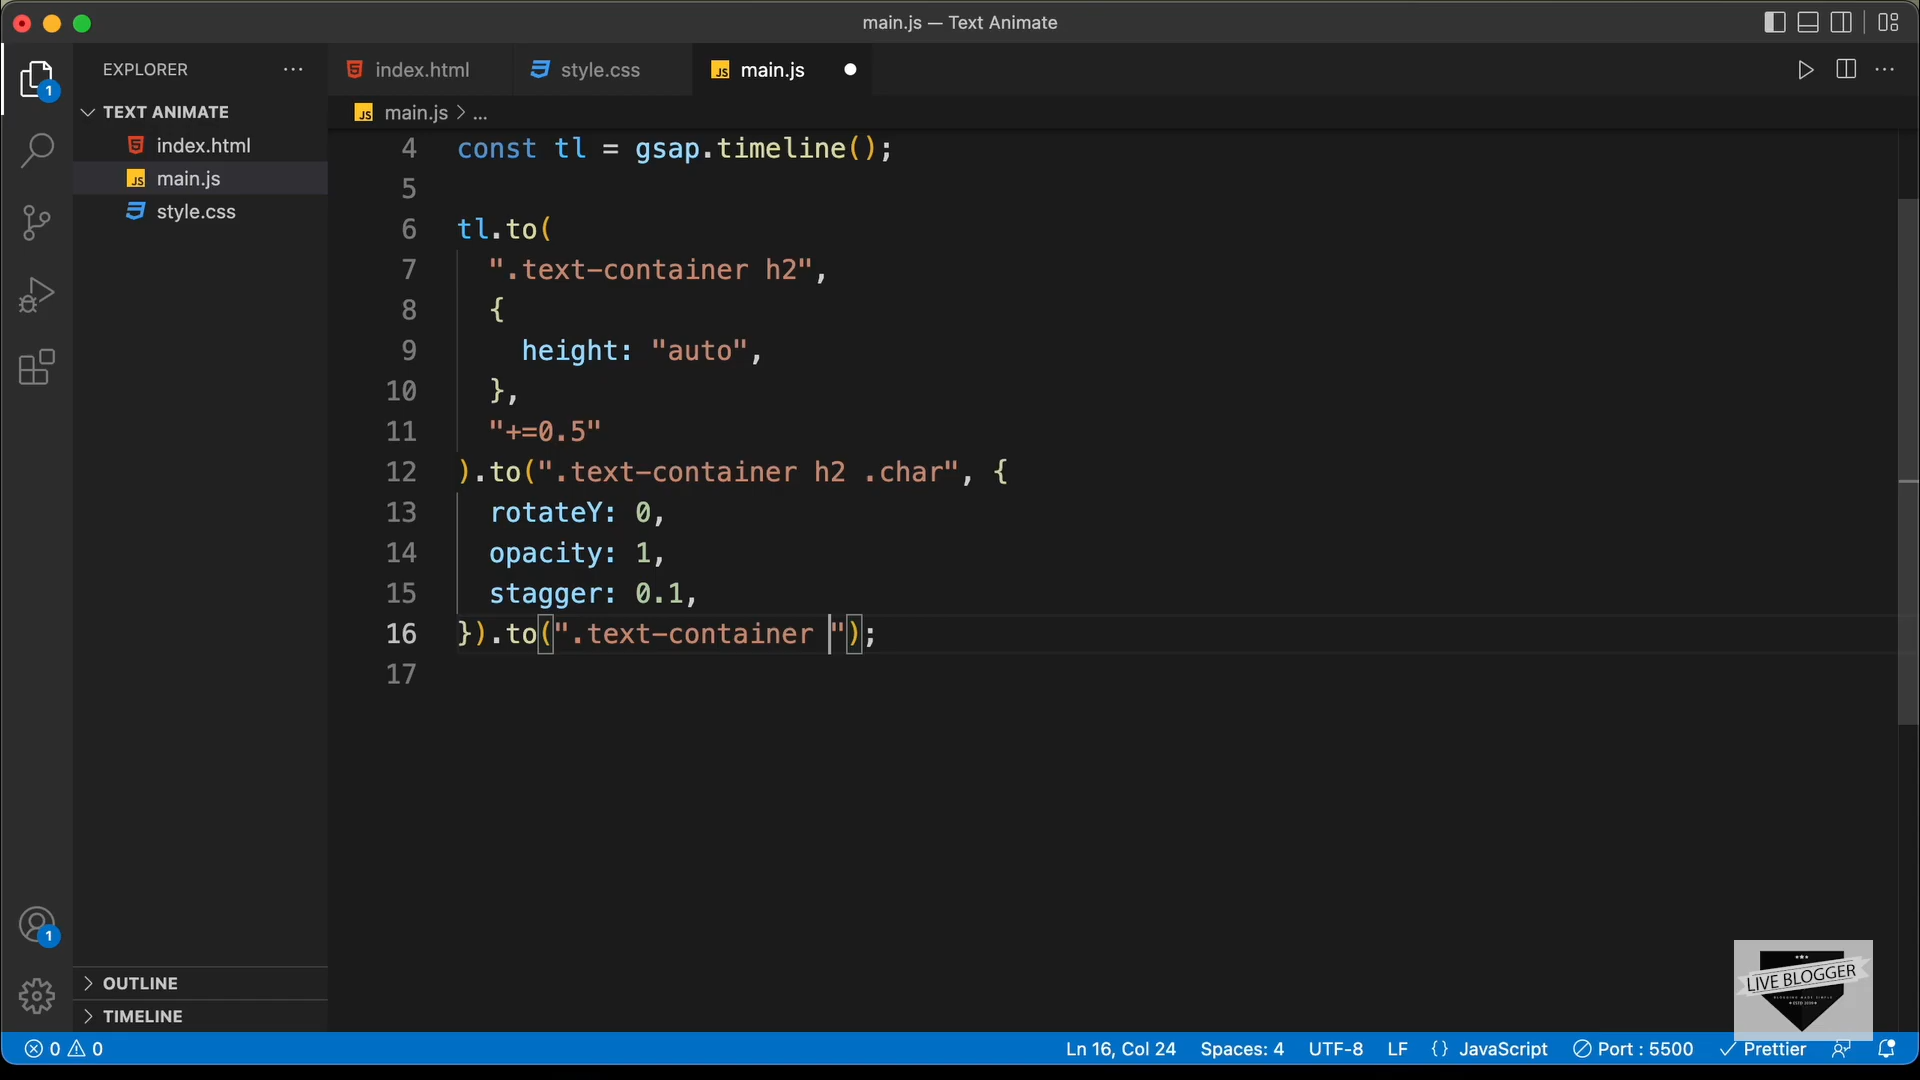 main.js — Text Animate
EXPLORER
TEXT ANIMATE
index.html
main.js
style.css
OUTLINE
TIMELINE
index.html
style.css
main.js
main.js > ...
4 const tl = gsap.timeline();
5
6 tl.to(
7 ".text-container h2",
8 {
9 height: "auto",
10 },
11 "+=0.5"
12 ).to(".text-container h2 .char", {
13 rotateY: 0,
14 opacity: 1,
15 stagger: 0.1,
16 }).to(".text-container ");
17
1
1
LIVE BLOGGER
0 0
Ln 16, Col 24
Spaces: 4
UTF-8
LF
{} JavaScript
Port : 5500
Prettier